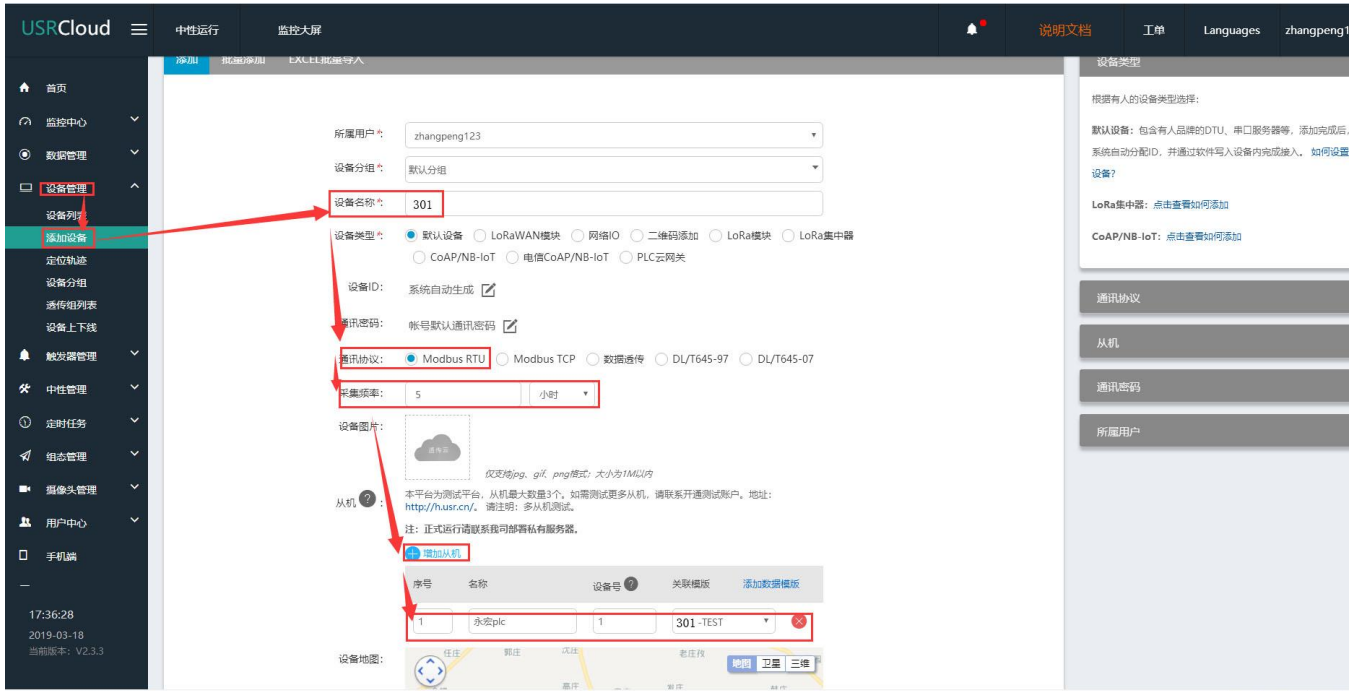 USRCloud 中性运行 监控大屏 说明文档 工单 Languages zhangpeng1
首页
监控中心
数据管理
设备管理
设备列表
添加设备
定位轨迹
设备分组
透传组列表
设备上下线
触发器管理
中性管理
定时任务
组态管理
摄像头管理
用户中心
手机端
17:36:28
2019-03-18
当前版本: V2.3.3
添加 批量添加 EXCEL批量导入
所属用户*: zhangpeng123
设备分组*: 默认分组
设备名称*: 301
设备类型*: 默认设备 LoRaWAN模块 网络IO 二维码添加 LoRa模块 LoRa集中器
CoAP/NB-IoT 电信CoAP/NB-IoT PLC云网关
设备ID: 系统自动生成
通讯密码: 帐号默认通讯密码
通讯协议: Modbus RTU Modbus TCP 数据透传 DL/T645-97 DL/T645-07
采集频率: 5 小时
设备图片:
透传云
仅支持jpg、gif、png格式; 大小为1M以内
从机 ? :
本平台为测试平台，从机最大数量3个。如需测试更多从机，请联系开通测试账户。地址:
http://h.usr.cn/。 请注明: 多从机测试。
注: 正式运行请联系我司部署私有服务器。
增加从机
序号 名称 设备号 ? 关联模版 添加数据模版
1 永宏plc 1 301 -TEST
设备地图:
任庄 郭庄 沈庄
地图 卫星 三维
设备类型
根据有人的设备类型选择:
默认设备: 包含有人品牌的DTU、串口服务器等，添加完成后，
系统自动分配ID，并通过软件写入设备内完成接入。 如何设置
设备?
LoRa集中器: 点击查看如何添加
CoAP/NB-IoT: 点击查看如何添加
通讯协议
从机
通讯密码
所属用户